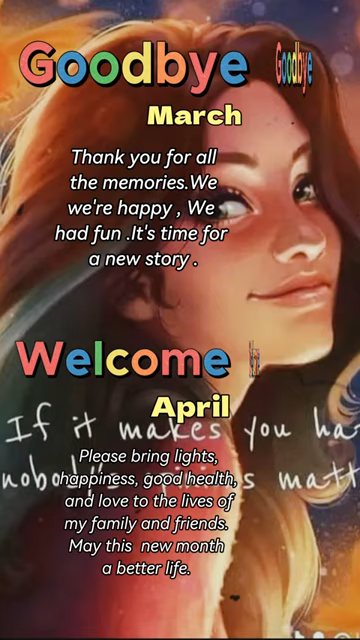 Goodbye Goodbye
March
Thank you for all
the memories.We
we're happy , We
had fun .It's time for
a new story .
Welcome
April
If it makes you ha
Please bring lights,
happiness, good health,
and love to the lives of
my family and friends.
May this new month
a better life.